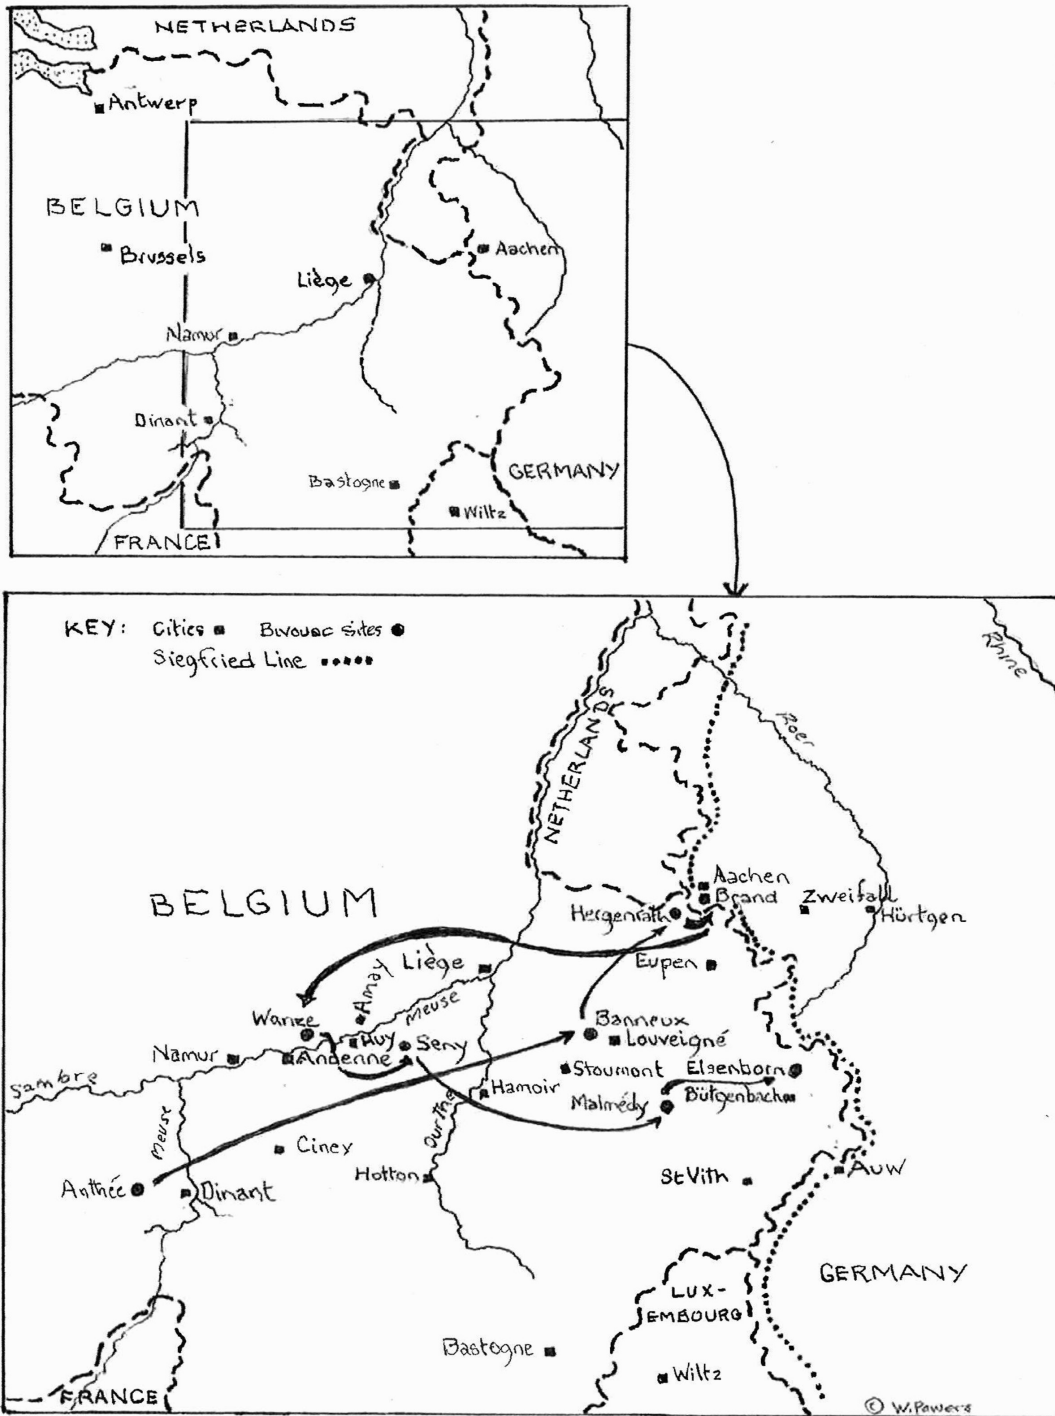 NETHERLANDS
Antwerp
BELGIUM
Brussels
Aachen
Liège
Namur
Dinant
Bastogne
GERMANY
Wiltz
FRANCE
KEY: Cities Bivouac Sites
Siegfried Line
Rhine
NETHERLANDS
Roer
Aachen
Brand
Zweifall
Hürtgen
Hergenrath
BELGIUM
Eupen
Liège
Amay
Meuse
Wanze
Huy
Seny
Banneux
Louveigné
Namur
Andenne
Stoumont
Elsenborn
Sambre
Hamoir
Malmédy
Bütgenbach
Meuse
Ourthe
Ciney
Hotton
St Vith
Auw
Anthée
Dinant
GERMANY
LUX-
EMBOURG
Bastogne
Wiltz
FRANCE
© W.Powers